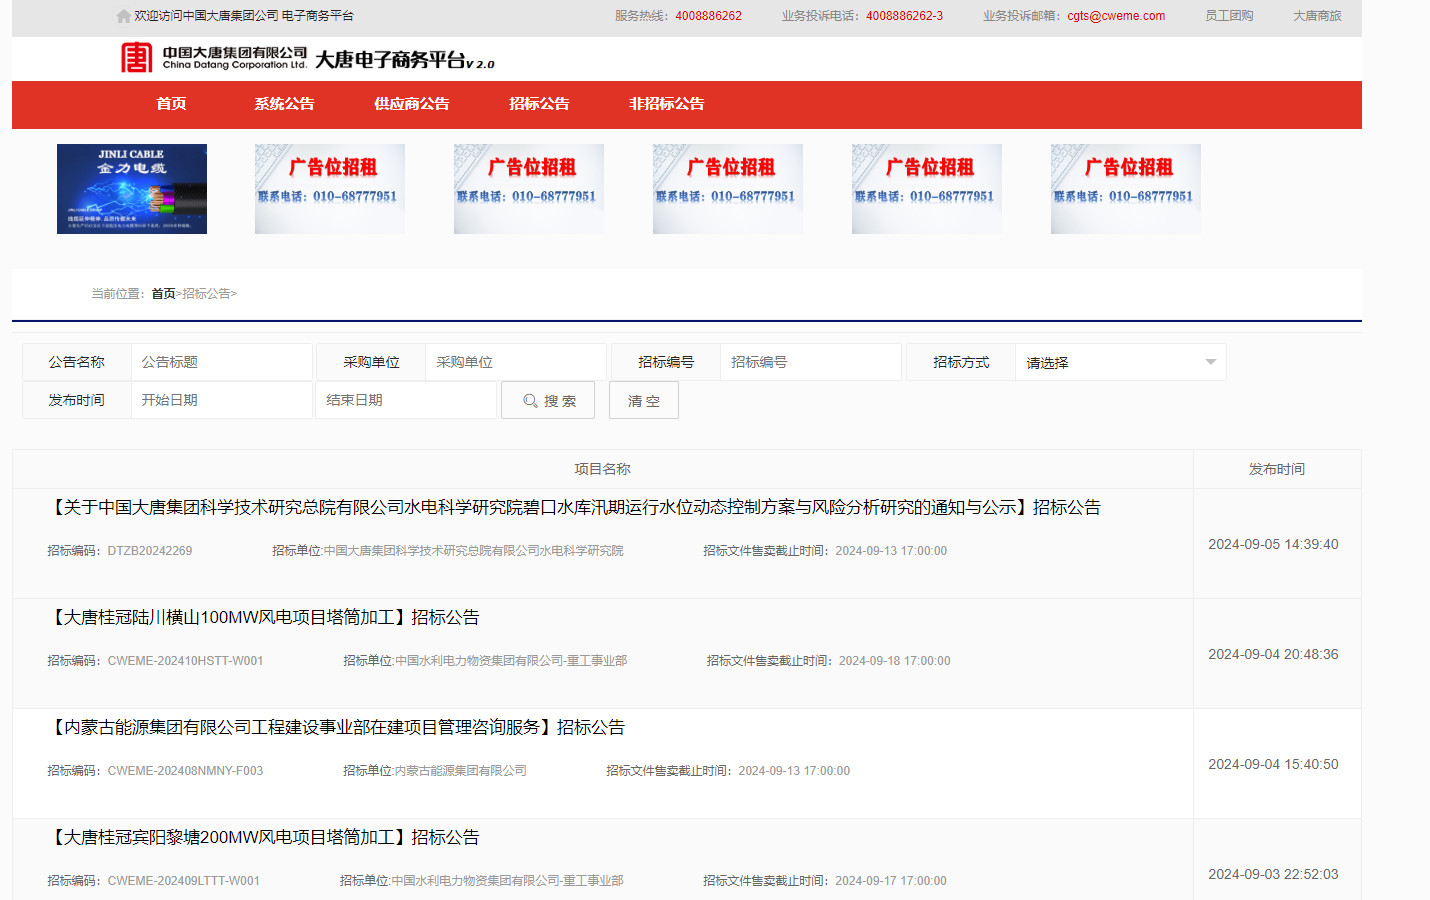 欢迎访问中国大唐集团公司 电子商务平台 服务热线：4008886262 业务投诉电话：4008886262-3 业务投诉邮箱：cgts@cweme.com 员工团购 大唐商旅
中国大唐集团有限公司
China Datang Corporation Ltd.
大唐电子商务平台V 2.0
首页 系统公告 供应商公告 招标公告 非招标公告
JINLI CABLE
金力电缆
广告位招租
联系电话：010-68777951
广告位招租
联系电话：010-68777951
广告位招租
联系电话：010-68777951
广告位招租
联系电话：010-68777951
广告位招租
联系电话：010-68777951
当前位置：首页>招标公告>
公告名称 公告标题 采购单位 采购单位 招标编号 招标编号 招标方式 请选择
发布时间 开始日期 结束日期 搜 索 清 空
项目名称 发布时间
【关于中国大唐集团科学技术研究总院有限公司水电科学研究院碧口水库汛期运行水位动态控制方案与风险分析研究的通知与公示】招标公告
招标编码：DTZB20242269 招标单位:中国大唐集团科学技术研究总院有限公司水电科学研究院 招标文件售卖截止时间：2024-09-13 17:00:00
2024-09-05 14:39:40
【大唐桂冠陆川横山100MW风电项目塔筒加工】招标公告
招标编码：CWEME-202410HSTT-W001 招标单位:中国水利电力物资集团有限公司-重工事业部 招标文件售卖截止时间：2024-09-18 17:00:00
2024-09-04 20:48:36
【内蒙古能源集团有限公司工程建设事业部在建项目管理咨询服务】招标公告
招标编码：CWEME-202408NMNY-F003 招标单位:内蒙古能源集团有限公司 招标文件售卖截止时间：2024-09-13 17:00:00
2024-09-04 15:40:50
【大唐桂冠宾阳黎塘200MW风电项目塔筒加工】招标公告
招标编码：CWEME-202409LTTT-W001 招标单位:中国水利电力物资集团有限公司-重工事业部 招标文件售卖截止时间：2024-09-17 17:00:00
2024-09-03 22:52:03